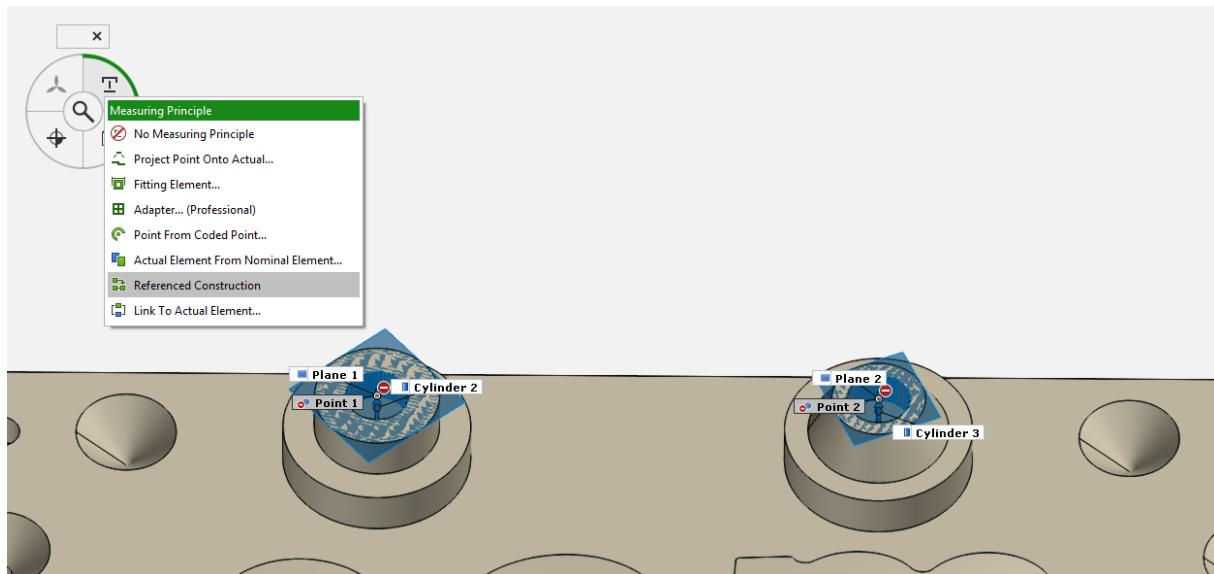 Measuring Principle
No Measuring Principle
Project Point Onto Actual...
Fitting Element...
Adapter... (Professional)
Point From Coded Point...
Actual Element From Nominal Element...
Referenced Construction
Link To Actual Element...
Plane 1
Cylinder 2
Point 1
Plane 2
Point 2
Cylinder 3